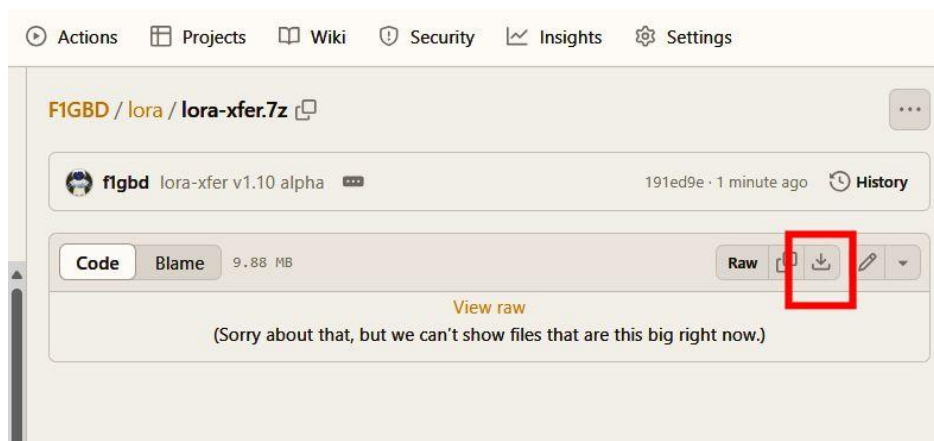 Actions Projects Wiki Security Insights Settings
F1GBD / lora / lora-xfer.7z
f1gbd lora-xfer v1.10 alpha 191ed9e · 1 minute ago History
Code Blame 9.88 MB Raw
View raw
(Sorry about that, but we can't show files that are this big right now.)